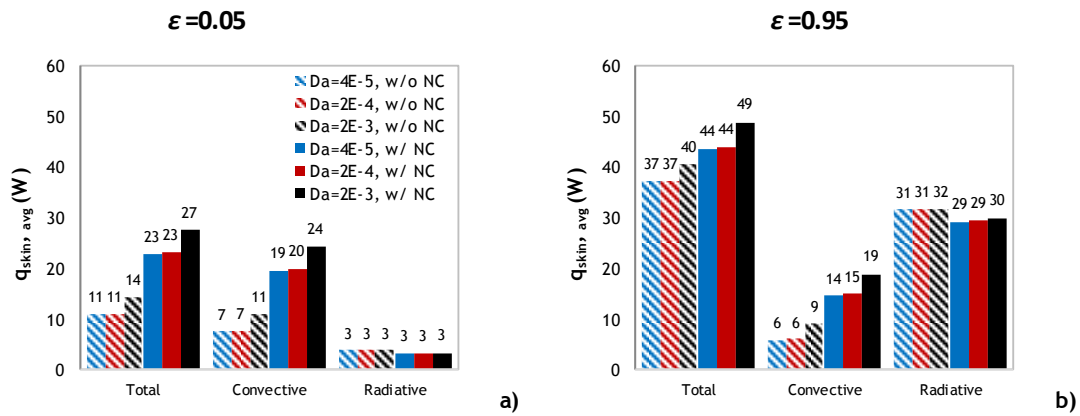 ε=0.05
60
50
40
30
20
10
0
q skin, avg (W)
Da=4E-5, w/o NC
Da=2E-4, w/o NC
Da=2E-3, w/o NC
Da=4E-5, w/ NC
Da=2E-4, w/ NC
Da=2E-3, w/ NC
11 11 14 23 23 27
7 7 11 19 20 24
3 3 3 3 3 3
Total Convective Radiative
a)
ε=0.95
60
50
40
30
20
10
0
q skin, avg (W)
37 37 40 44 44 49
6 6 9 14 15 19
31 31 32 29 29 30
Total Convective Radiative
b)